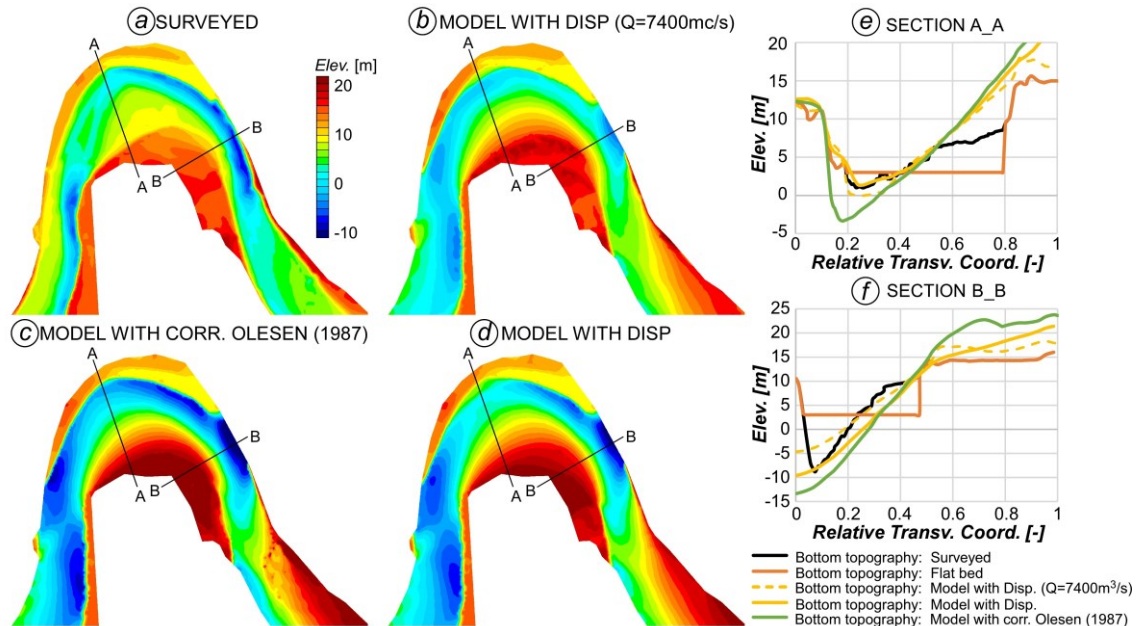 a SURVEYED
b MODEL WITH DISP (Q=7400mc/s)
A
A
B
B
Elev. [m]
20
10
0
-10
A
A
B
B
c MODEL WITH CORR. OLESEN (1987)
d MODEL WITH DISP
A
A
B
B
A
A
B
B
e SECTION A_A
Elev. [m]
20
15
10
5
0
-5
0 0.2 0.4 0.6 0.8 1
Relative Transv. Coord. [-]
f SECTION B_B
Elev. [m]
25
20
15
10
5
0
-5
-10
-15
0 0.2 0.4 0.6 0.8 1
Relative Transv. Coord. [-]
Bottom topography: Surveyed
Bottom topography: Flat bed
Bottom topography: Model with Disp. (Q=7400m³/s)
Bottom topography: Model with Disp.
Bottom topography: Model with corr. Olesen (1987)